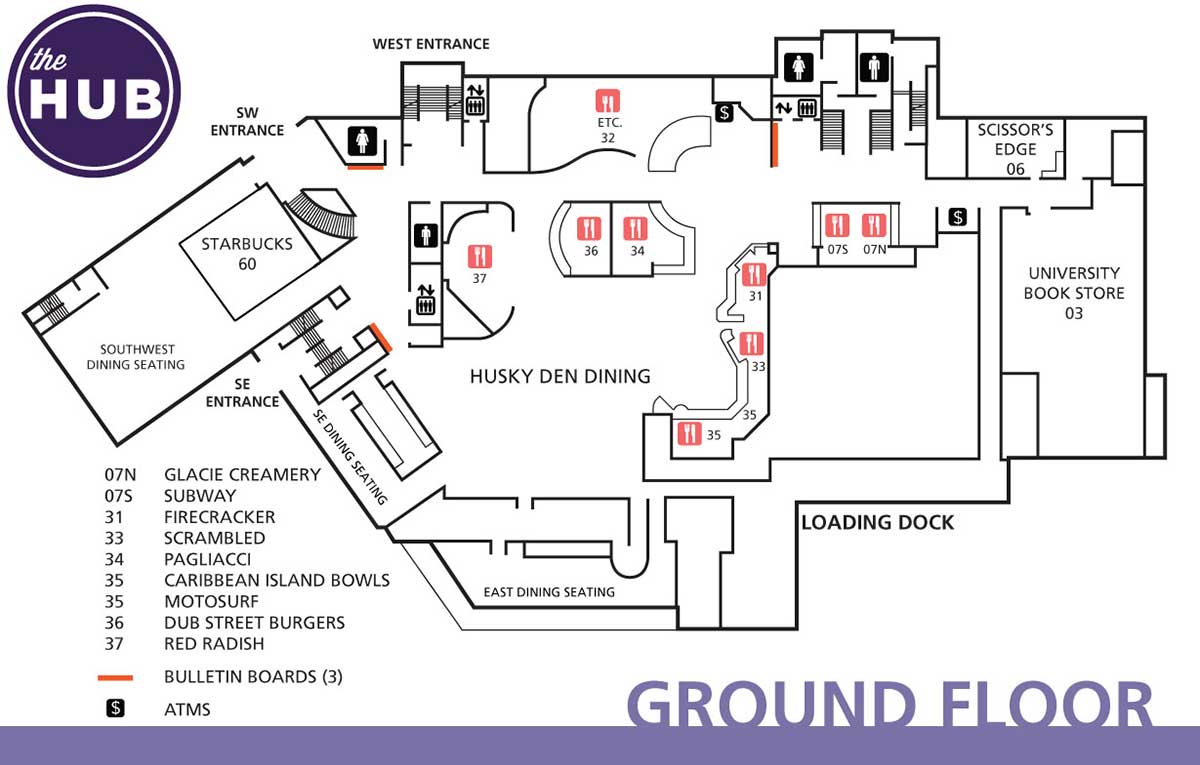 the
HUB
WEST ENTRANCE
SW
ENTRANCE
$
ETC.
32
SCISSOR'S
EDGE
06
$
STARBUCKS
60
37
36
34
07S
07N
31
UNIVERSITY
BOOK STORE
03
SOUTHWEST
DINING SEATING
SE
ENTRANCE
HUSKY DEN DINING
33
35
35
SE DINING SEATING
07N GLACIE CREAMERY
07S SUBWAY
31 FIRECRACKER
33 SCRAMBLED
34 PAGLIACCI
35 CARIBBEAN ISLAND BOWLS
35 MOTOSURF
36 DUB STREET BURGERS
37 RED RADISH
BULLETIN BOARDS (3)
$ ATMS
LOADING DOCK
EAST DINING SEATING
GROUND FLOOR